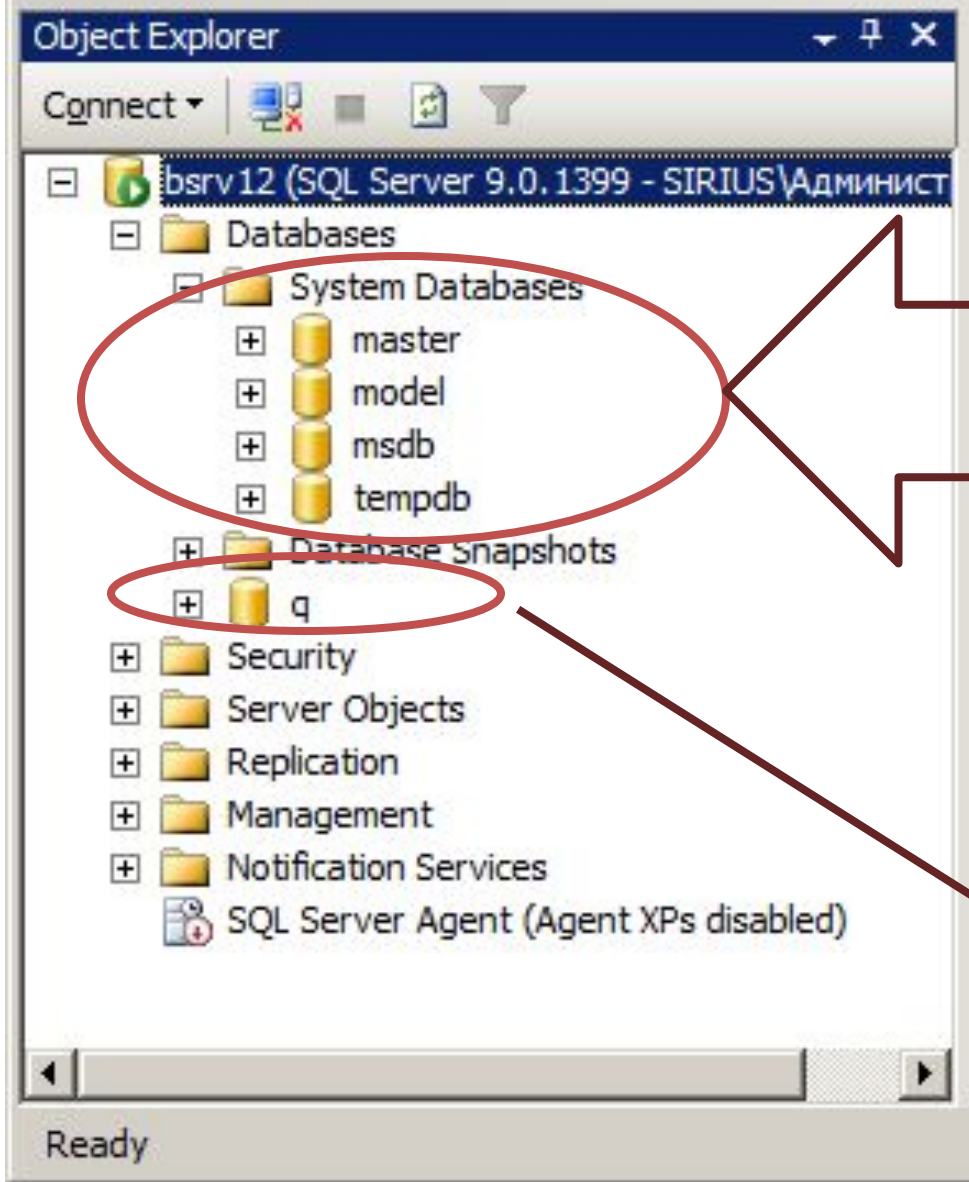 Object Explorer
Connect
bsrv12 (SQL Server 9.0.1399 - SIRIUS\Админист
Databases
System Databases
master
model
msdb
tempdb
Database Snapshots
q
Security
Server Objects
Replication
Management
Notification Services
SQL Server Agent (Agent XPs disabled)
Ready